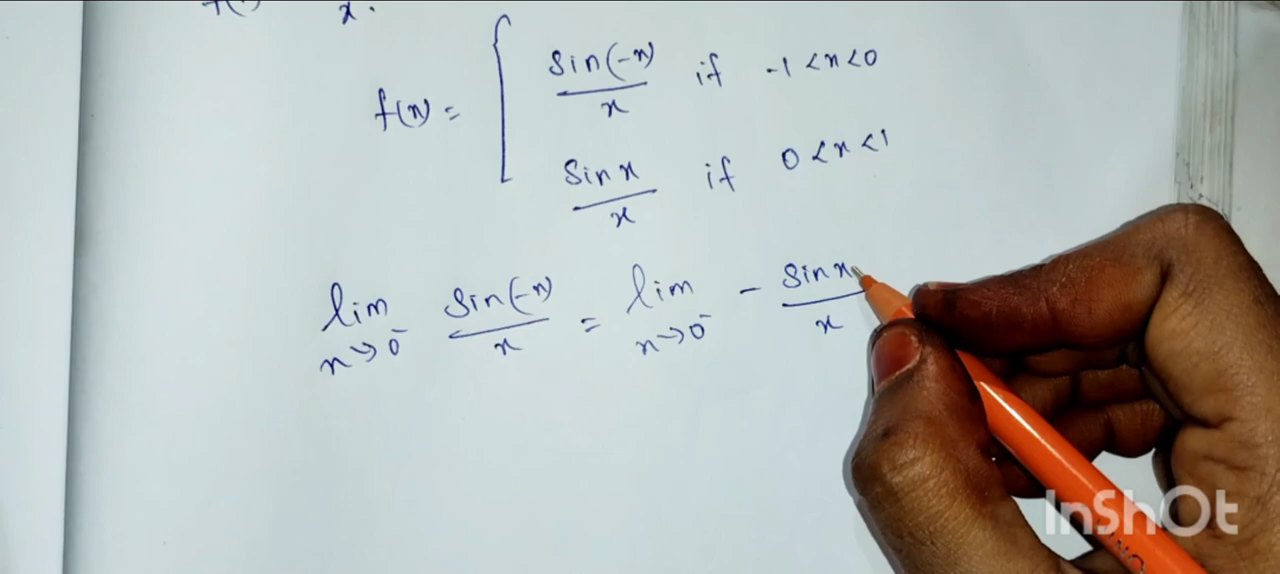 x.
f(x) = { sin(-x)/x if -1 < x < 0
sin x/x if 0 < x < 1
lim x→0⁻ sin(-x)/x = lim x→0⁻ - sin x/x
InShOt